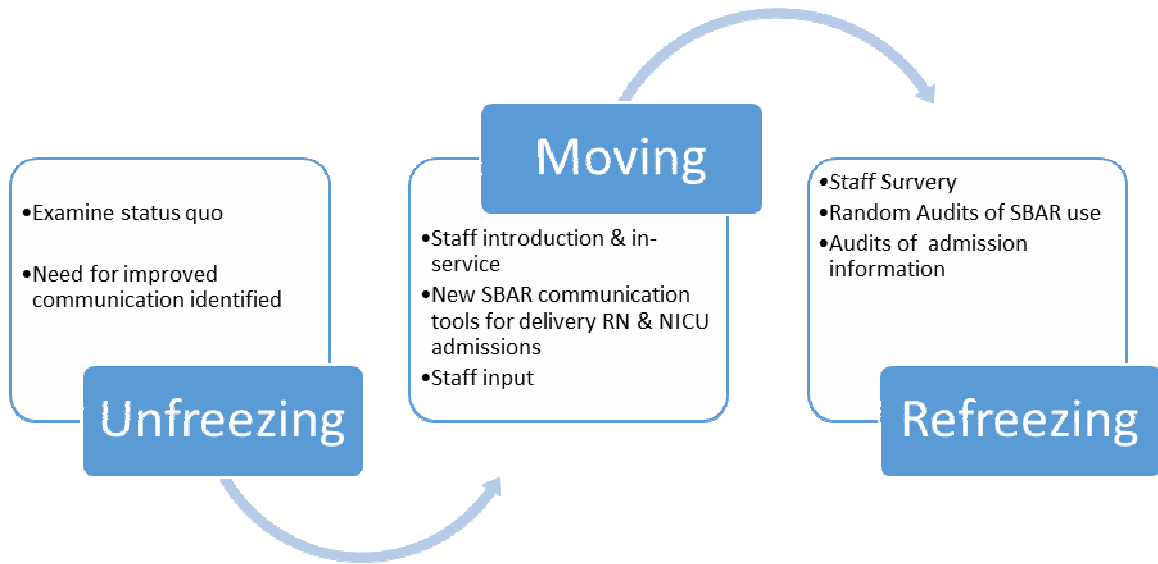 •Examine status quo
•Need for improved
communication identified
Unfreezing
Moving
•Staff introduction & in-
service
•New SBAR communication
tools for delivery RN & NICU
admissions
•Staff input
•Staff Survery
•Random Audits of SBAR use
•Audits of admission
information
Refreezing